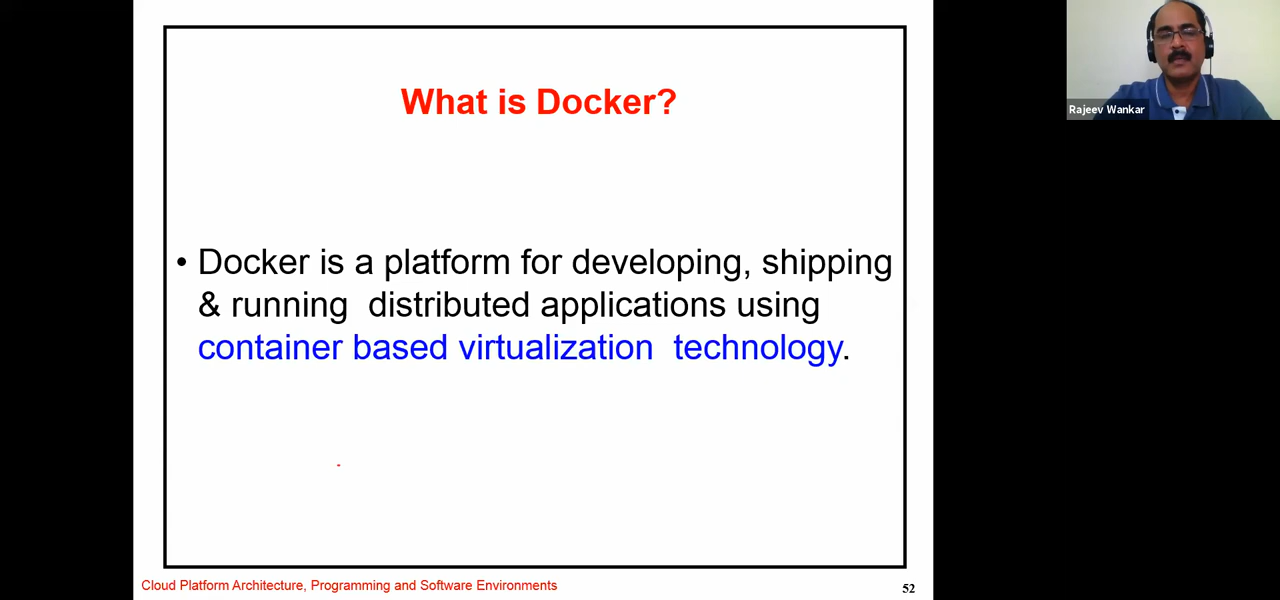 What is Docker?
Rajeev Wankar
• Docker is a platform for developing, shipping
& running distributed applications using
container based virtualization technology.
Cloud Platform Architecture, Programming and Software Environments
52